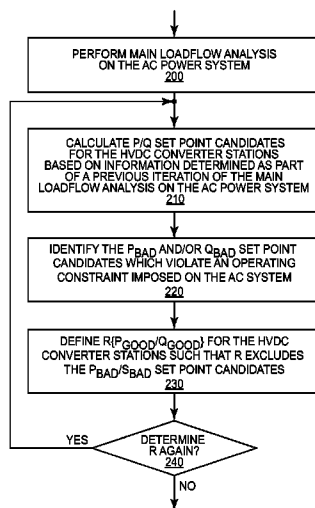 PERFORM MAIN LOADFLOW ANALYSIS
ON THE AC POWER SYSTEM
200
CALCULATE P/Q SET POINT CANDIDATES
FOR THE HVDC CONVERTER STATIONS
BASED ON INFORMATION DETERMINED AS PART
OF A PREVIOUS ITERATION OF THE MAIN
LOADFLOW ANALYSIS ON THE AC POWER SYSTEM
210
IDENTIFY THE PBAD AND/OR QBAD SET POINT
CANDIDATES WHICH VIOLATE AN OPERATING
CONSTRAINT IMPOSED ON THE AC SYSTEM
220
DEFINE R{PGOOD/QGOOD} FOR THE HVDC
CONVERTER STATIONS SUCH THAT R EXCLUDES
THE PBAD/SBAD SET POINT CANDIDATES
230
YES
DETERMINE
R AGAIN?
240
NO